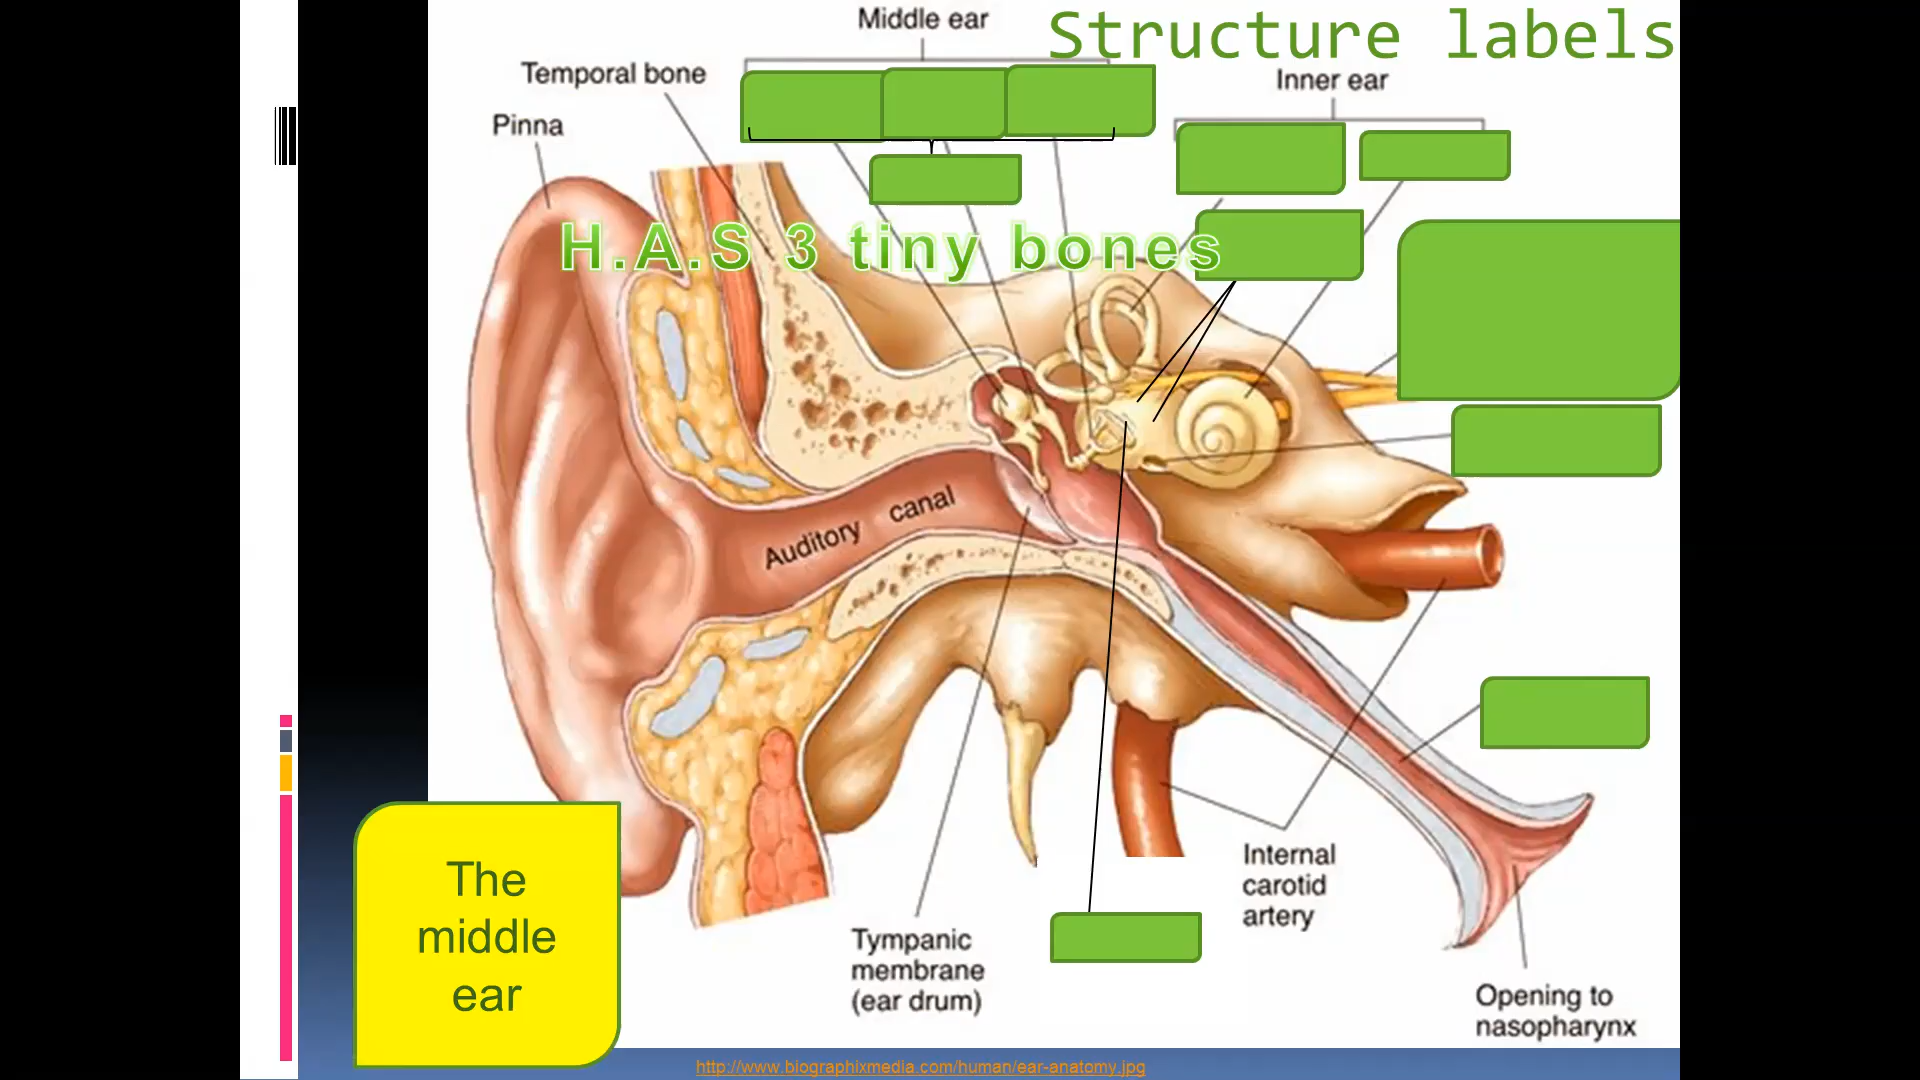 Structure labels
Middle ear
Temporal bone
Inner ear
Pinna
H.A.S 3 tiny bones
Auditory canal
The
middle
ear
Internal
carotid
artery
Tympanic
membrane
(ear drum)
Opening to
nasopharynx
http://www.biographixmedia.com/human/ear-anatomy.jpg